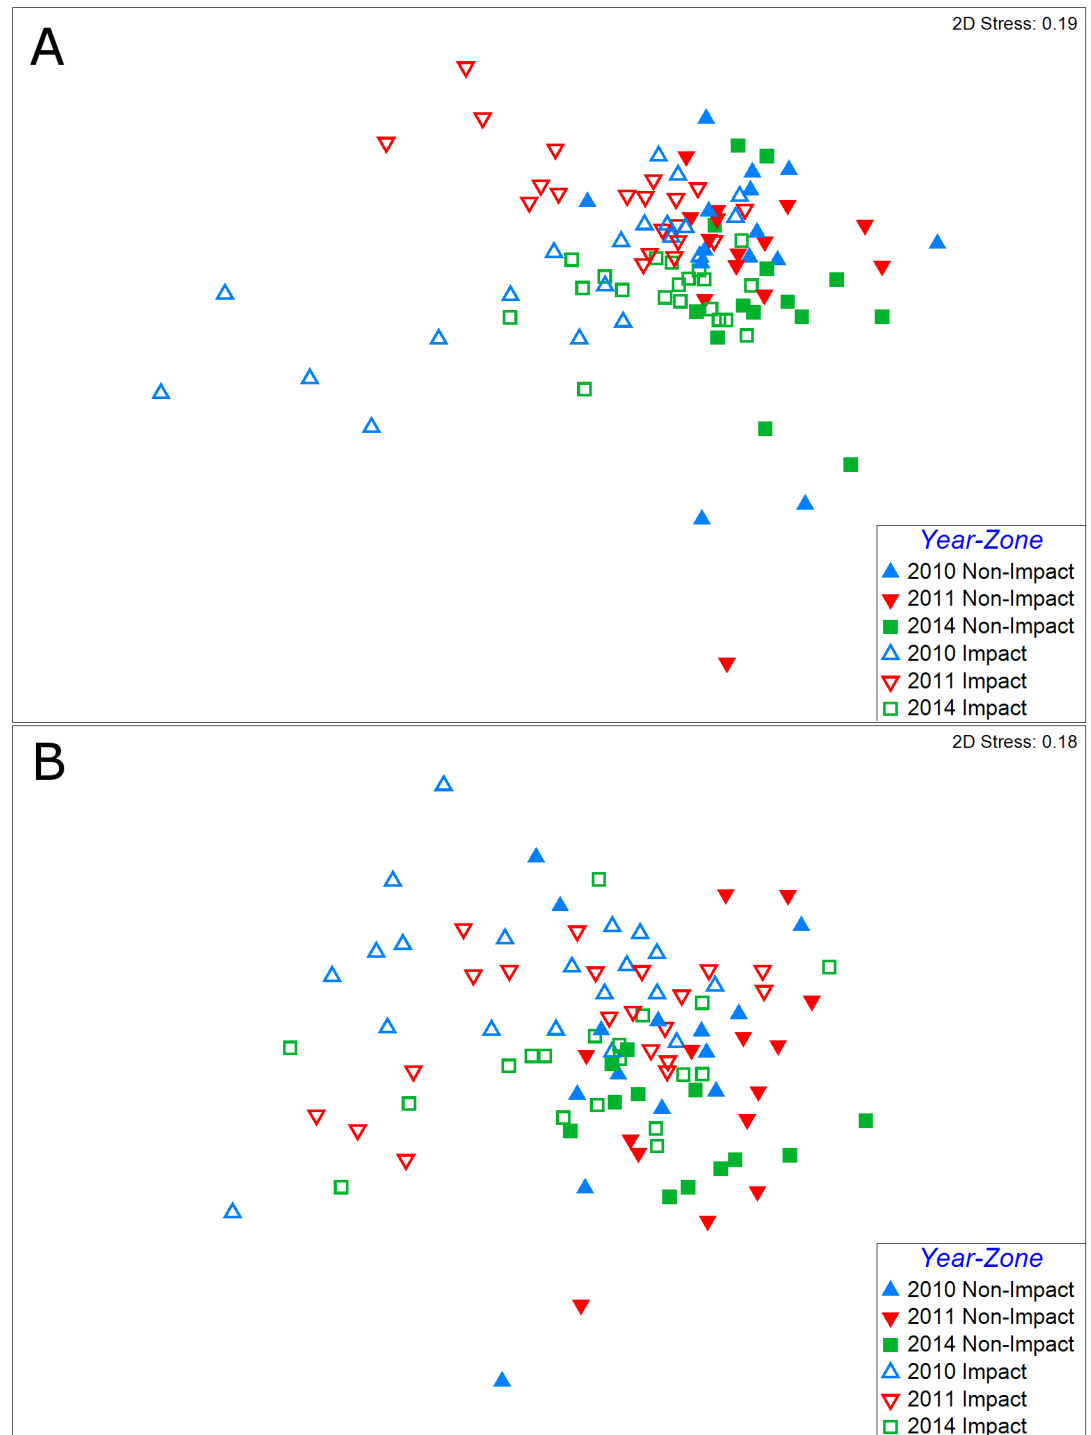 A
2D Stress: 0.19
Year-Zone
2010 Non-Impact
2011 Non-Impact
2014 Non-Impact
2010 Impact
2011 Impact
2014 Impact
B
2D Stress: 0.18
Year-Zone
2010 Non-Impact
2011 Non-Impact
2014 Non-Impact
2010 Impact
2011 Impact
2014 Impact